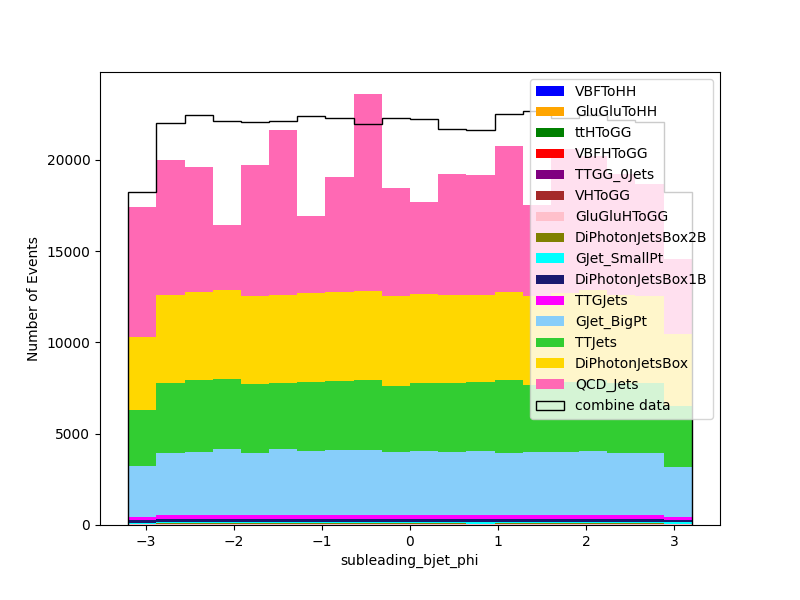 VBFToHH
GluGluToHH
ttHToGG
VBFHToGG
TTGG_0Jets
VHToGG
GluGluHToGG
DiPhotonJetsBox2B
GJet_SmallPt
DiPhotonJetsBox1B
TTGJets
GJet_BigPt
TTJets
DiPhotonJetsBox
QCD_Jets
combine data
Number of Events
20000
15000
10000
5000
0
−3 −2 −1 0 1 2 3
subleading_bjet_phi